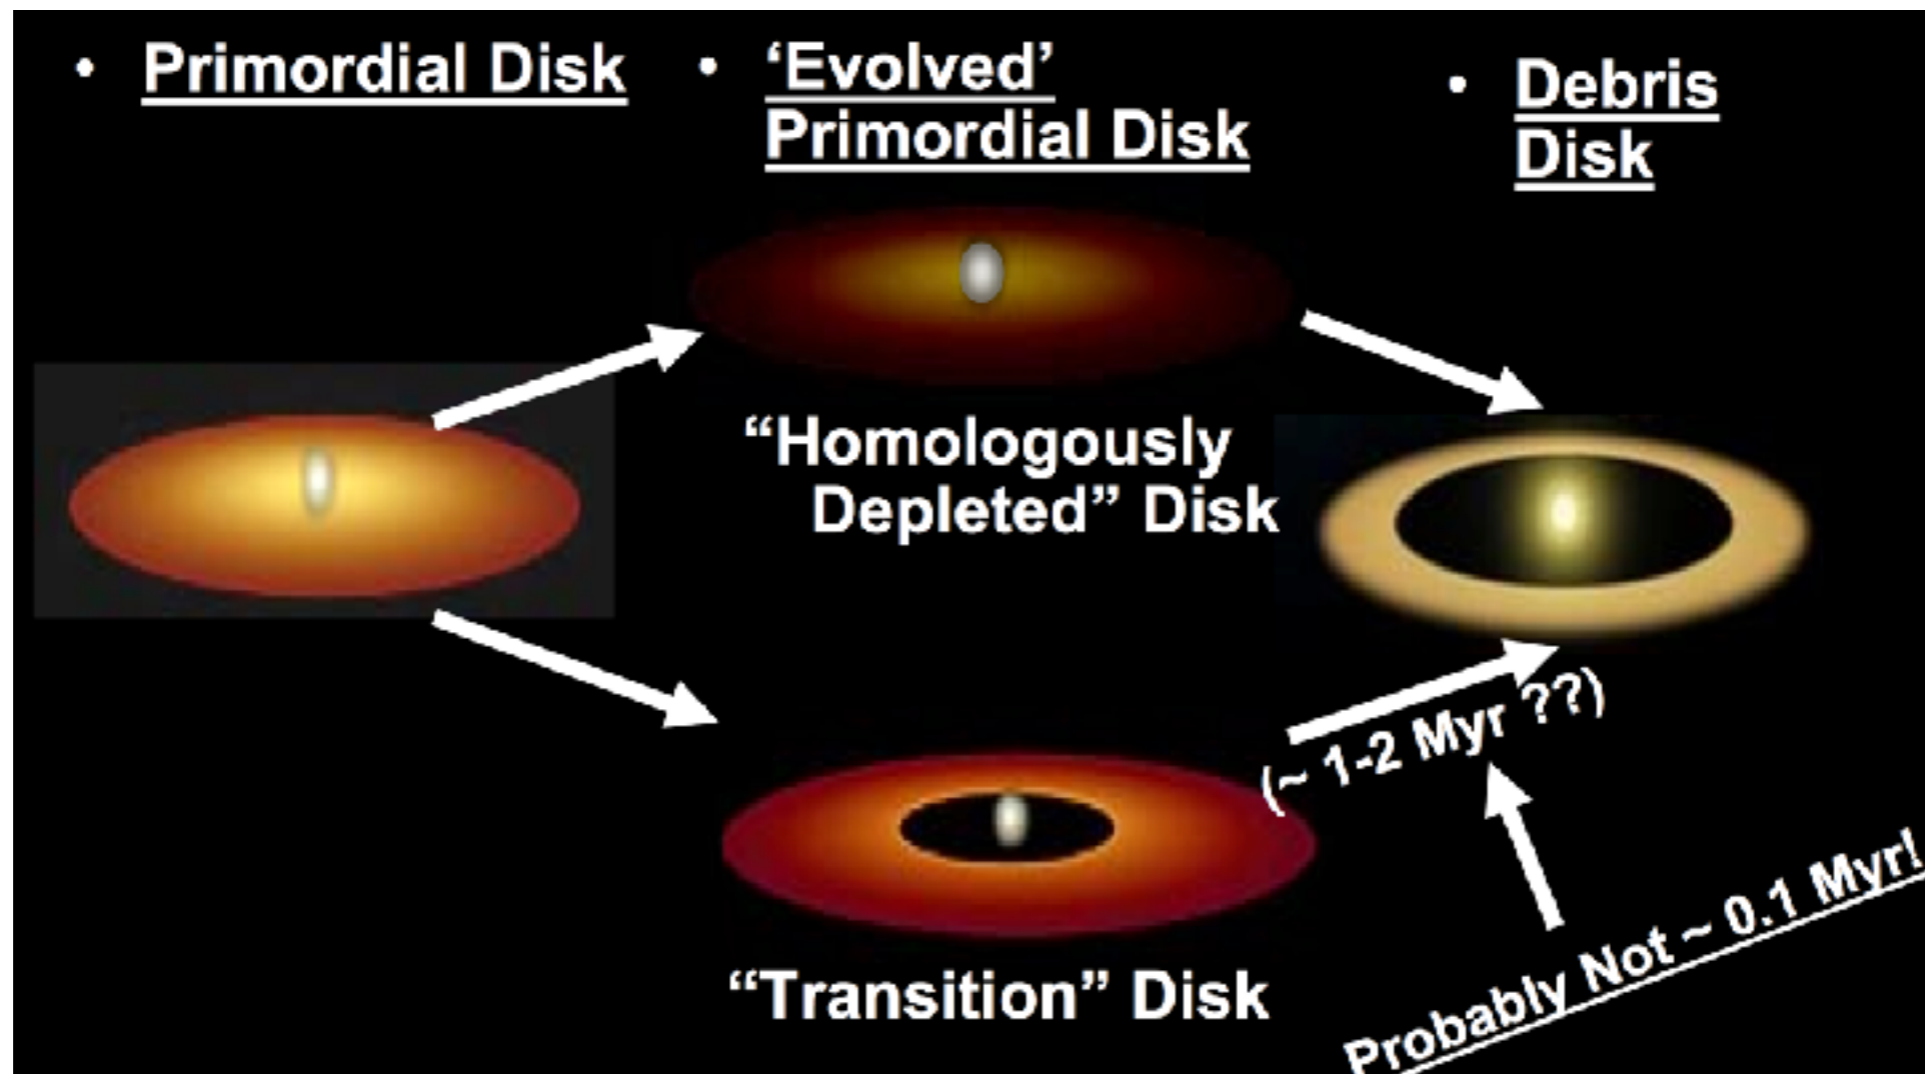 • Primordial Disk
• ‘Evolved’
Primordial Disk
• Debris
Disk
“Homologously
Depleted” Disk
(~ 1-2 Myr ??)
Probably Not ~ 0.1 Myr!
“Transition” Disk